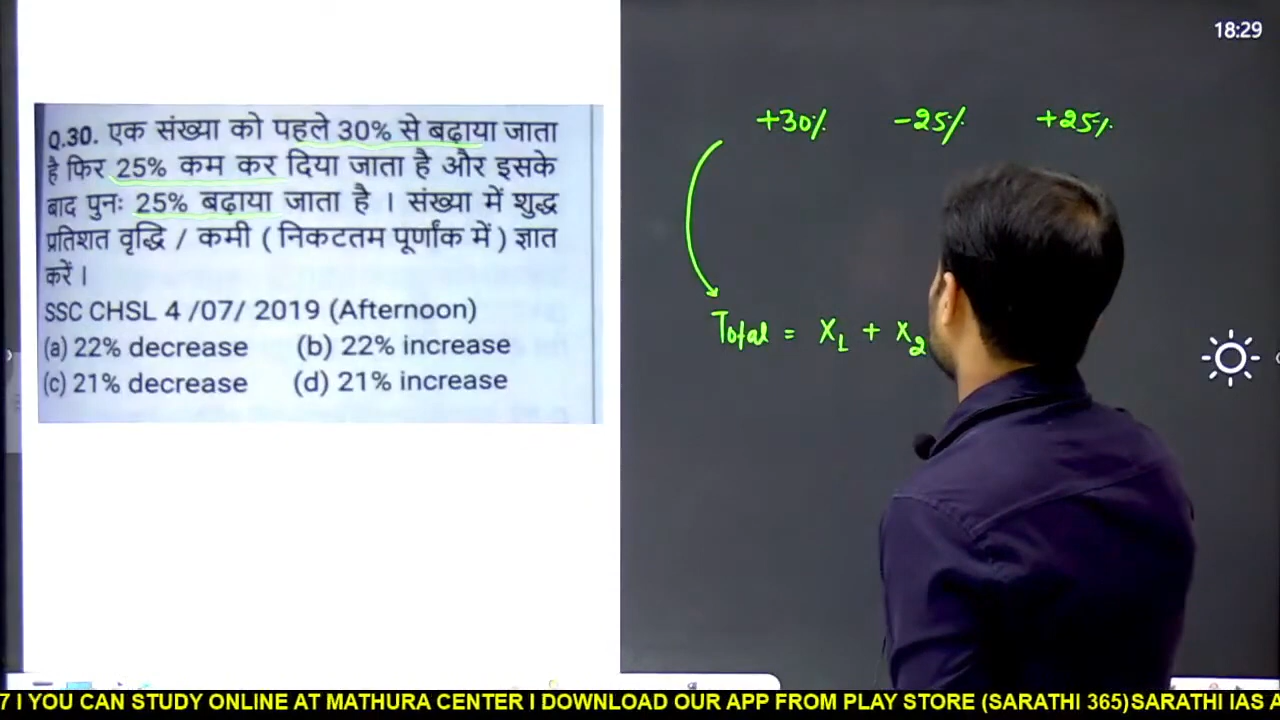 18:29
Q.30. एक संख्या को पहले 30% से बढ़ाया जाता
है फिर 25% कम कर दिया जाता है और इसके
बाद पुनः 25% बढ़ाया जाता है । संख्या में शुद्ध
प्रतिशत वृद्धि / कमी ( निकटतम पूर्णांक में ) ज्ञात
करें ।
SSC CHSL 4 /07/ 2019 (Afternoon)
(a) 22% decrease (b) 22% increase
(c) 21% decrease (d) 21% increase
+30% -25% +25%
Total = x₁ + x₂
7 I YOU CAN STUDY ONLINE AT MATHURA CENTER I DOWNLOAD OUR APP FROM PLAY STORE (SARATHI 365) SARATHI IAS A